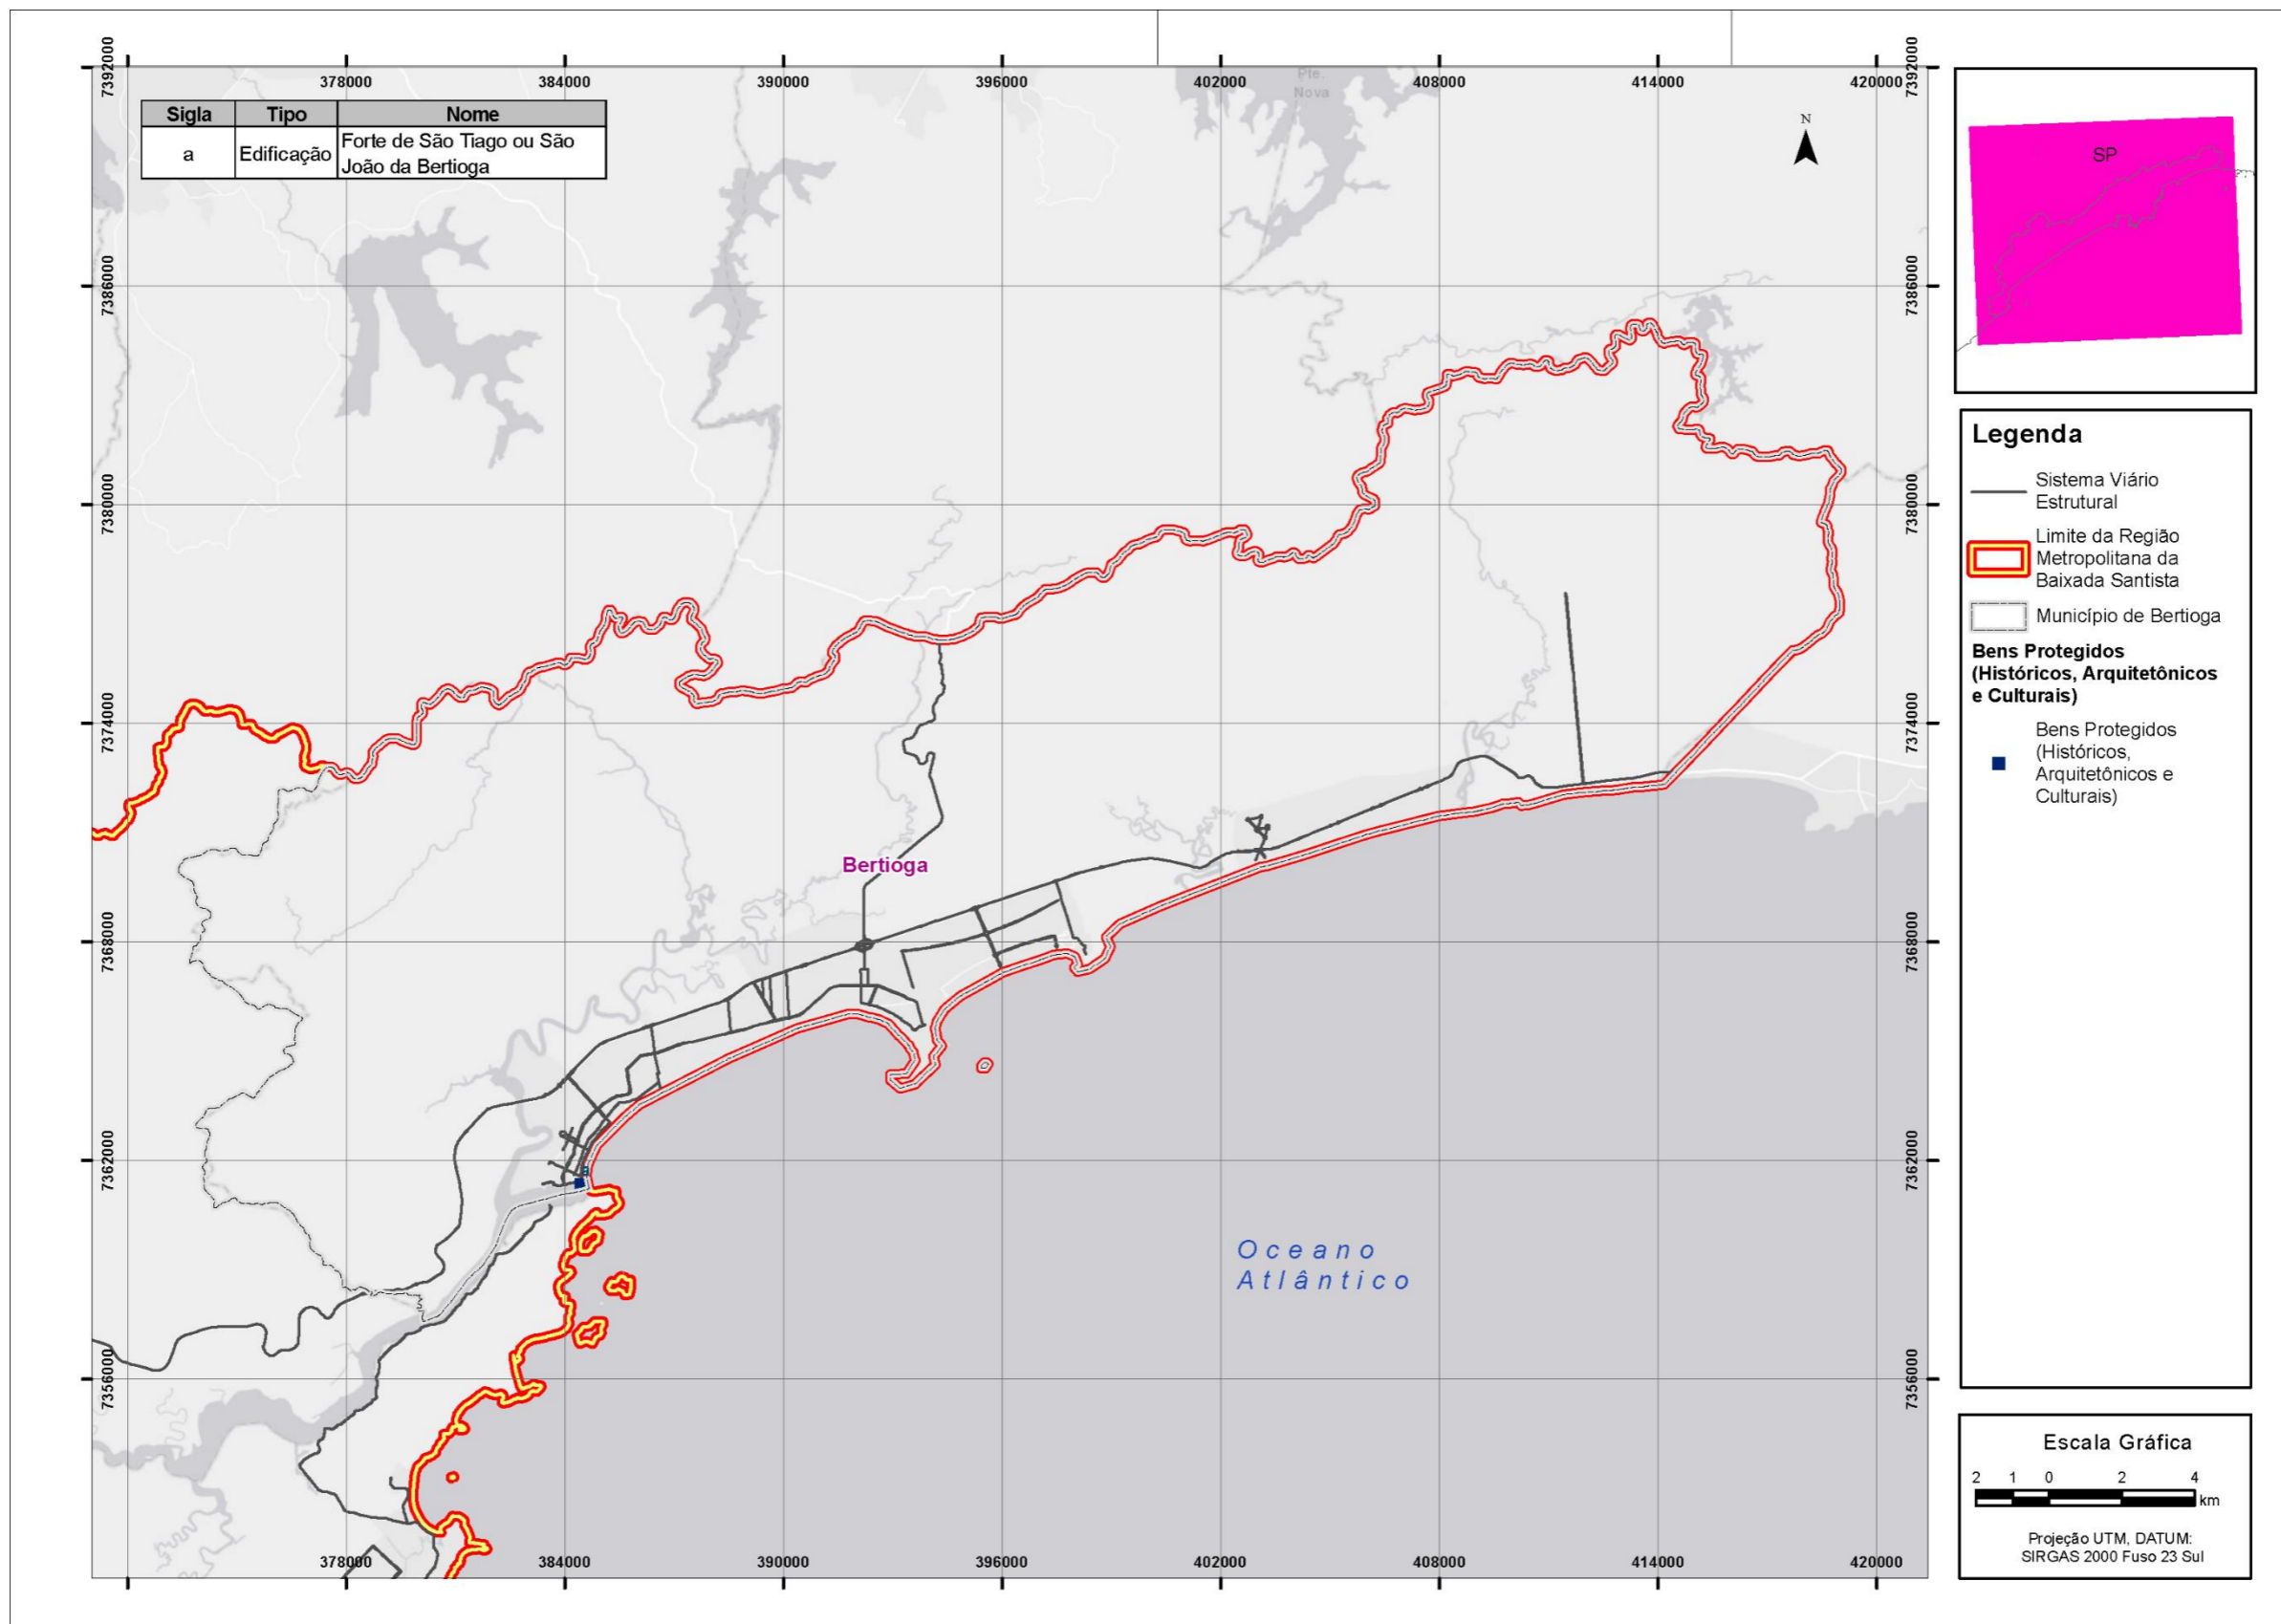 378000 384000 390000 396000 402000 408000 414000 420000
7392000 7392000
Pte.
Nova
Sigla Tipo Nome
a Edificação Forte de São Tiago ou São
João da Bertioga
N
SP
7386000 7386000
7380000 7380000
7374000 7374000
Bertioga
7368000 7368000
7362000 7362000
a
Oceano
Atlântico
7356000 7356000
378000 384000 390000 396000 402000 408000 414000 420000
Legenda
Sistema Viário
Estrutural
Limite da Região
Metropolitana da
Baixada Santista
Município de Bertioga
Bens Protegidos
(Históricos, Arquitetônicos
e Culturais)
Bens Protegidos
(Históricos,
Arquitetônicos e
Culturais)
Escala Gráfica
2 1 0 2 4
km
Projeção UTM, DATUM:
SIRGAS 2000 Fuso 23 Sul